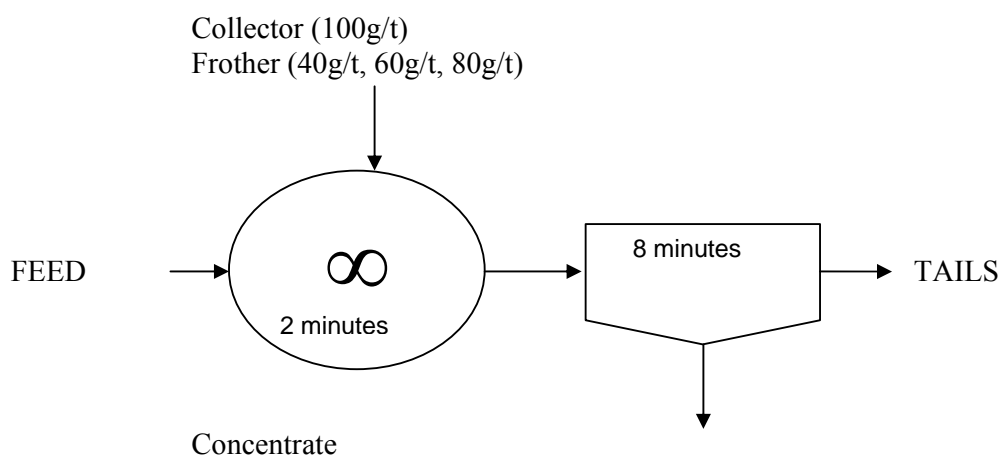 Collector (100g/t)
Frother (40g/t, 60g/t, 80g/t)
8 minutes
FEED
∞
TAILS
2 minutes
Concentrate